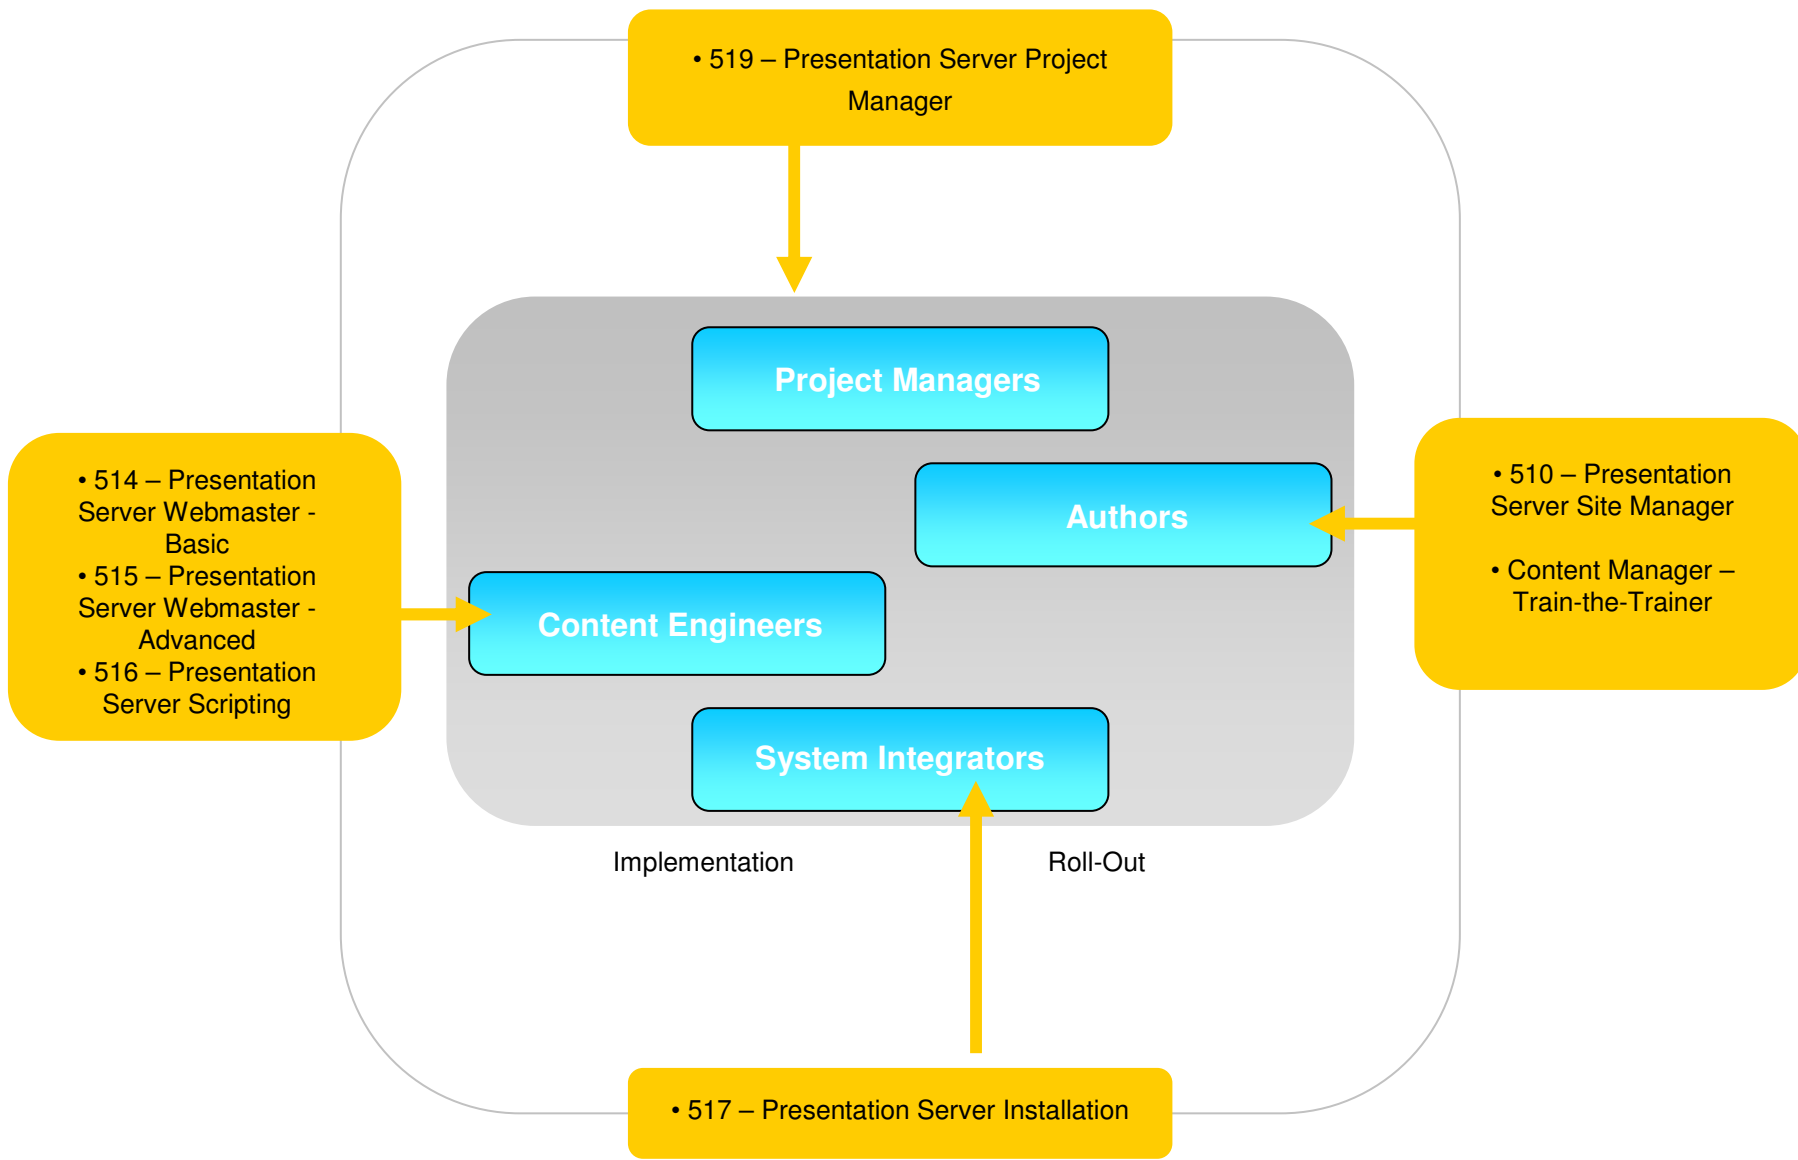 • 519 – Presentation Server Project
Manager
Project Managers
Authors
• 514 – Presentation
Server Webmaster -
Basic
• 515 – Presentation
Server Webmaster -
Advanced
• 516 – Presentation
Server Scripting
• 510 – Presentation
Server Site Manager
• Content Manager –
Train-the-Trainer
Content Engineers
System Integrators
Implementation
Roll-Out
• 517 – Presentation Server Installation